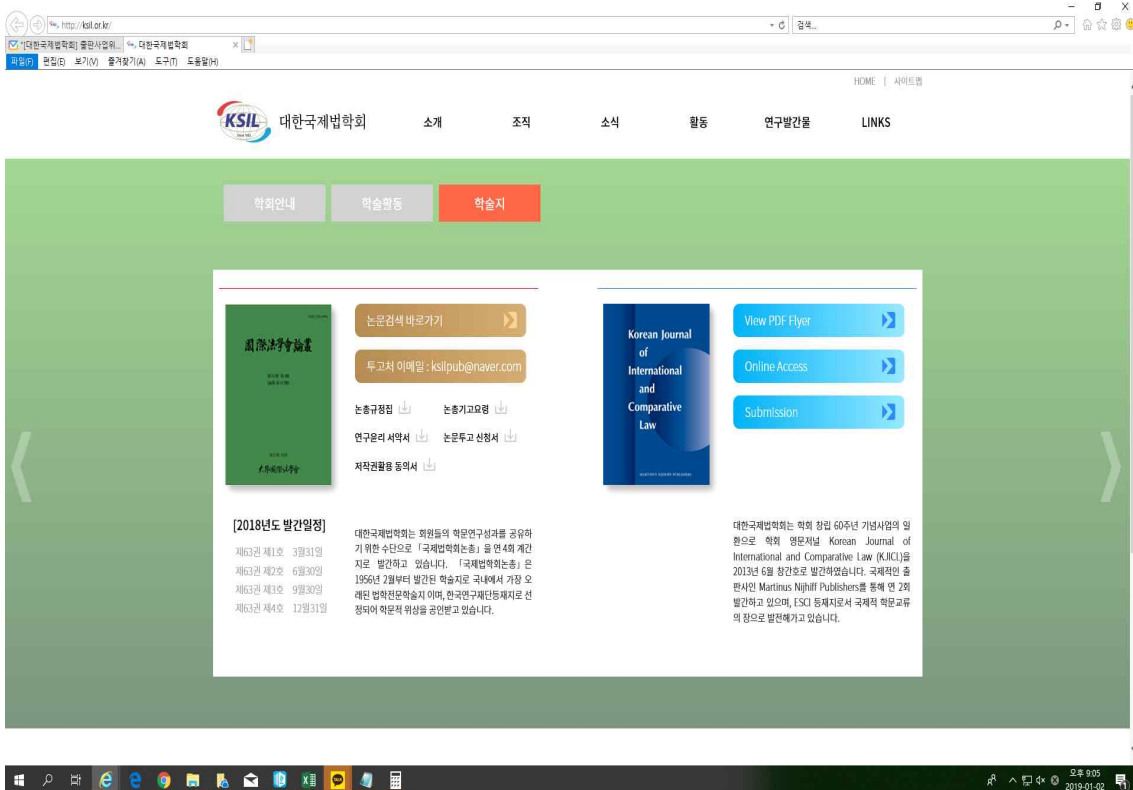 http://ksil.or.kr/
검색...
*[대한국제법학회] 출판사업위...
대한국제법학회
파일(F) 편집(E) 보기(V) 즐겨찾기(A) 도구(T) 도움말(H)
HOME | 사이트맵
KSIL 대한국제법학회 소개 조직 소식 활동 연구발간물 LINKS
학회안내 학술활동 학술지
國際法學會論叢
大韓國際法學會
논문검색 바로가기
투고처 이메일 : ksilpub@naver.com
논총규정집 논총기고요령
연구윤리 서약서 논문투고 신청서
저작권활용 동의서
[2018년도 발간일정]
제63권 제1호 3월31일
제63권 제2호 6월30일
제63권 제3호 9월30일
제63권 제4호 12월31일
대한국제법학회는 회원들의 학문연구성과를 공유하
기 위한 수단으로 「국제법학회논총」을 연 4회 계간
지로 발간하고 있습니다. 「국제법학회논총」은
1956년 2월부터 발간된 학술지로 국내에서 가장 오
래된 법학전문학술지 이며, 한국연구재단등재지로 선
정되어 학문적 위상을 공인받고 있습니다.
Korean Journal
of
International
and
Comparative
Law
MARTINUS NIJHOFF PUBLISHERS
View PDF Flyer
Online Access
Submission
대한국제법학회는 학회 창립 60주년 기념사업의 일
환으로 학회 영문저널 Korean Journal of
International and Comparative Law (KJICL)을
2013년 6월 창간호로 발간하였습니다. 국제적인 출
판사인 Martinus Nijhiff Publishers를 통해 연 2회
발간하고 있으며, ESCI 등재지로서 국제적 학문교류
의 장으로 발전해가고 있습니다.
오후 9:05
2019-01-02